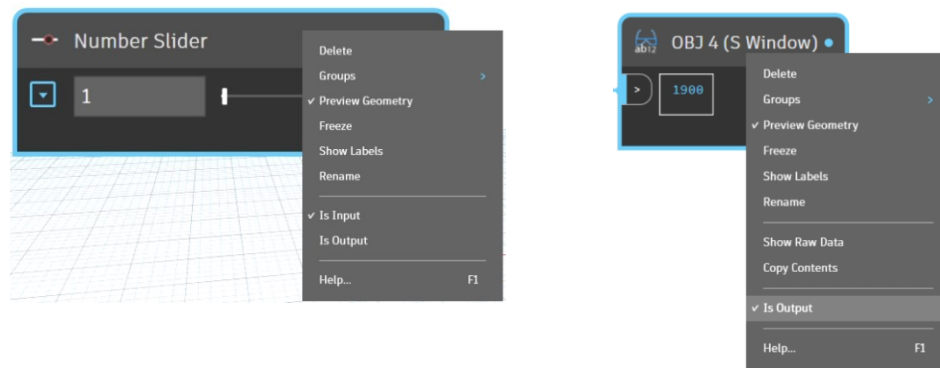 Number Slider
1
Delete
Groups
Preview Geometry
Freeze
Show Labels
Rename
Is Input
Is Output
Help... F1
ab12
OBJ 4 (S Window)
> 1900
Delete
Groups
Preview Geometry
Freeze
Show Labels
Rename
Show Raw Data
Copy Contents
Is Output
Help... F1